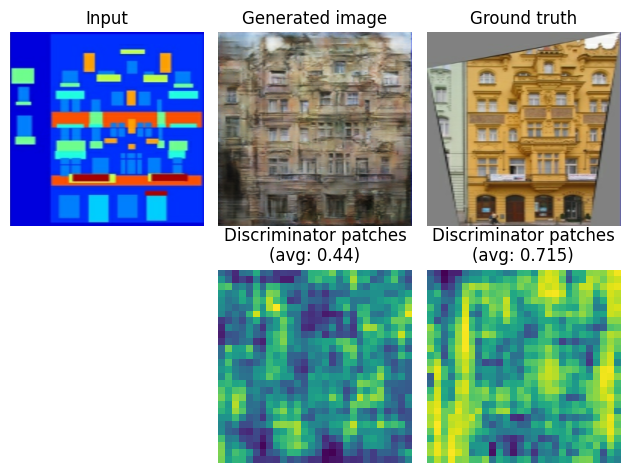 Input
Generated image
Ground truth
Discriminator patches
(avg: 0.44)
Discriminator patches
(avg: 0.715)